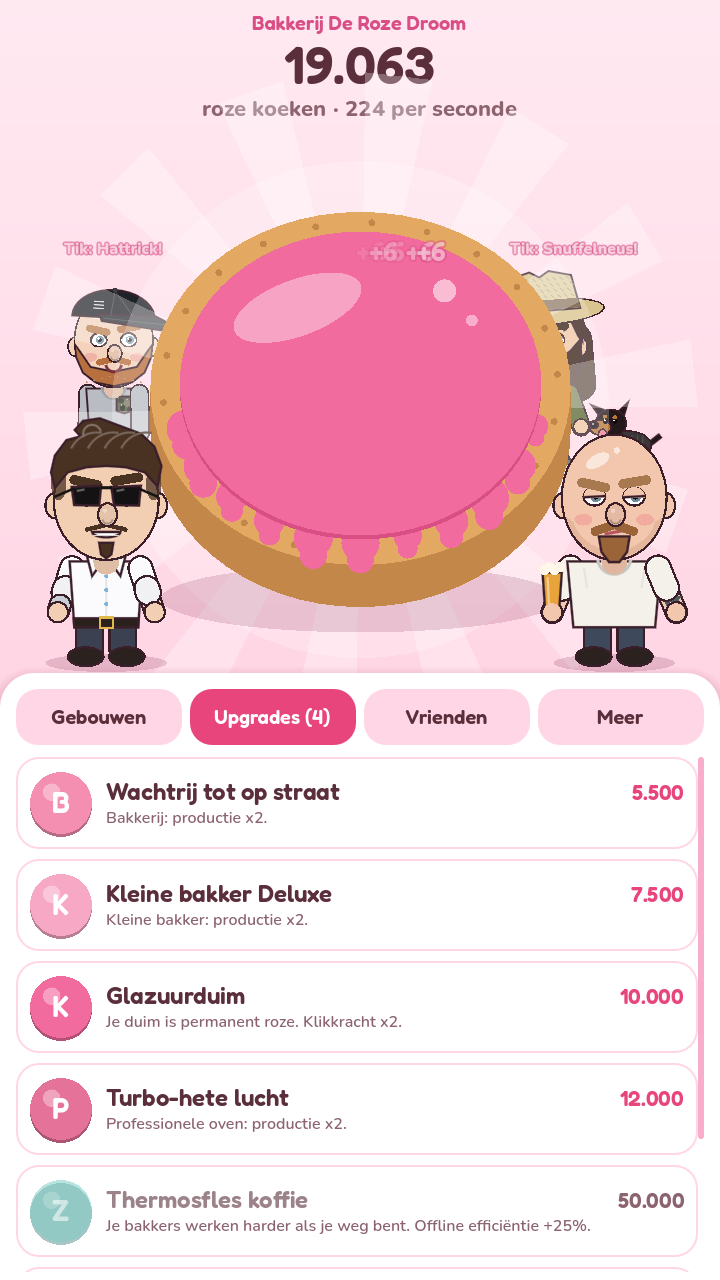 Bakkerij De Roze Droom
19.063
roze koeken · 224 per seconde
Tik: Hattrick!
Tik: Snuffelneus!
Gebouwen
Upgrades (4)
Vrienden
Meer
B
Wachtrij tot op straat
5.500
Bakkerij: productie x2.
K
Kleine bakker Deluxe
7.500
Kleine bakker: productie x2.
K
Glazuurduim
10.000
Je duim is permanent roze. Klikkracht x2.
P
Turbo-hete lucht
12.000
Professionele oven: productie x2.
Z
Thermosfles koffie
50.000
Je bakkers werken harder als je weg bent. Offline efficiëntie +25%.